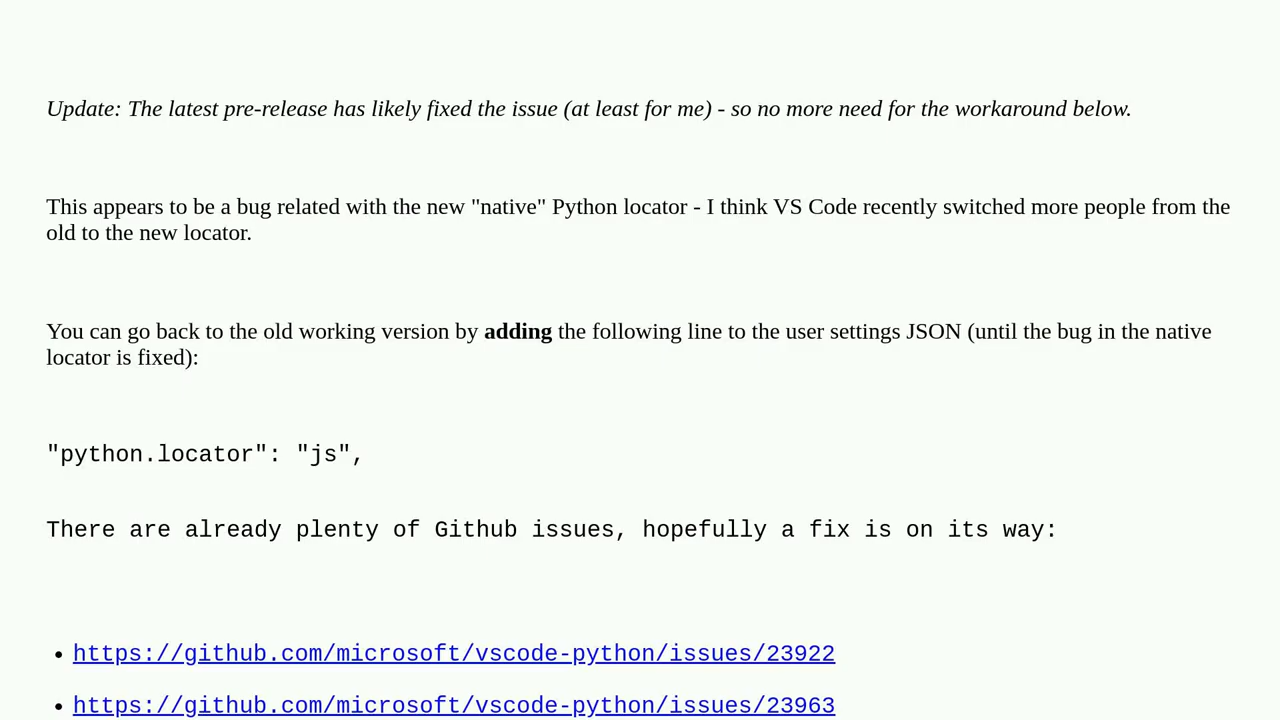 Update: The latest pre-release has likely fixed the issue (at least for me) - so no more need for the workaround below.
This appears to be a bug related with the new "native" Python locator - I think VS Code recently switched more people from the
old to the new locator.
You can go back to the old working version by adding the following line to the user settings JSON (until the bug in the native
locator is fixed):
"python.locator": "js",
There are already plenty of Github issues, hopefully a fix is on its way:
• https://github.com/microsoft/vscode-python/issues/23922
• https://github.com/microsoft/vscode-python/issues/23963